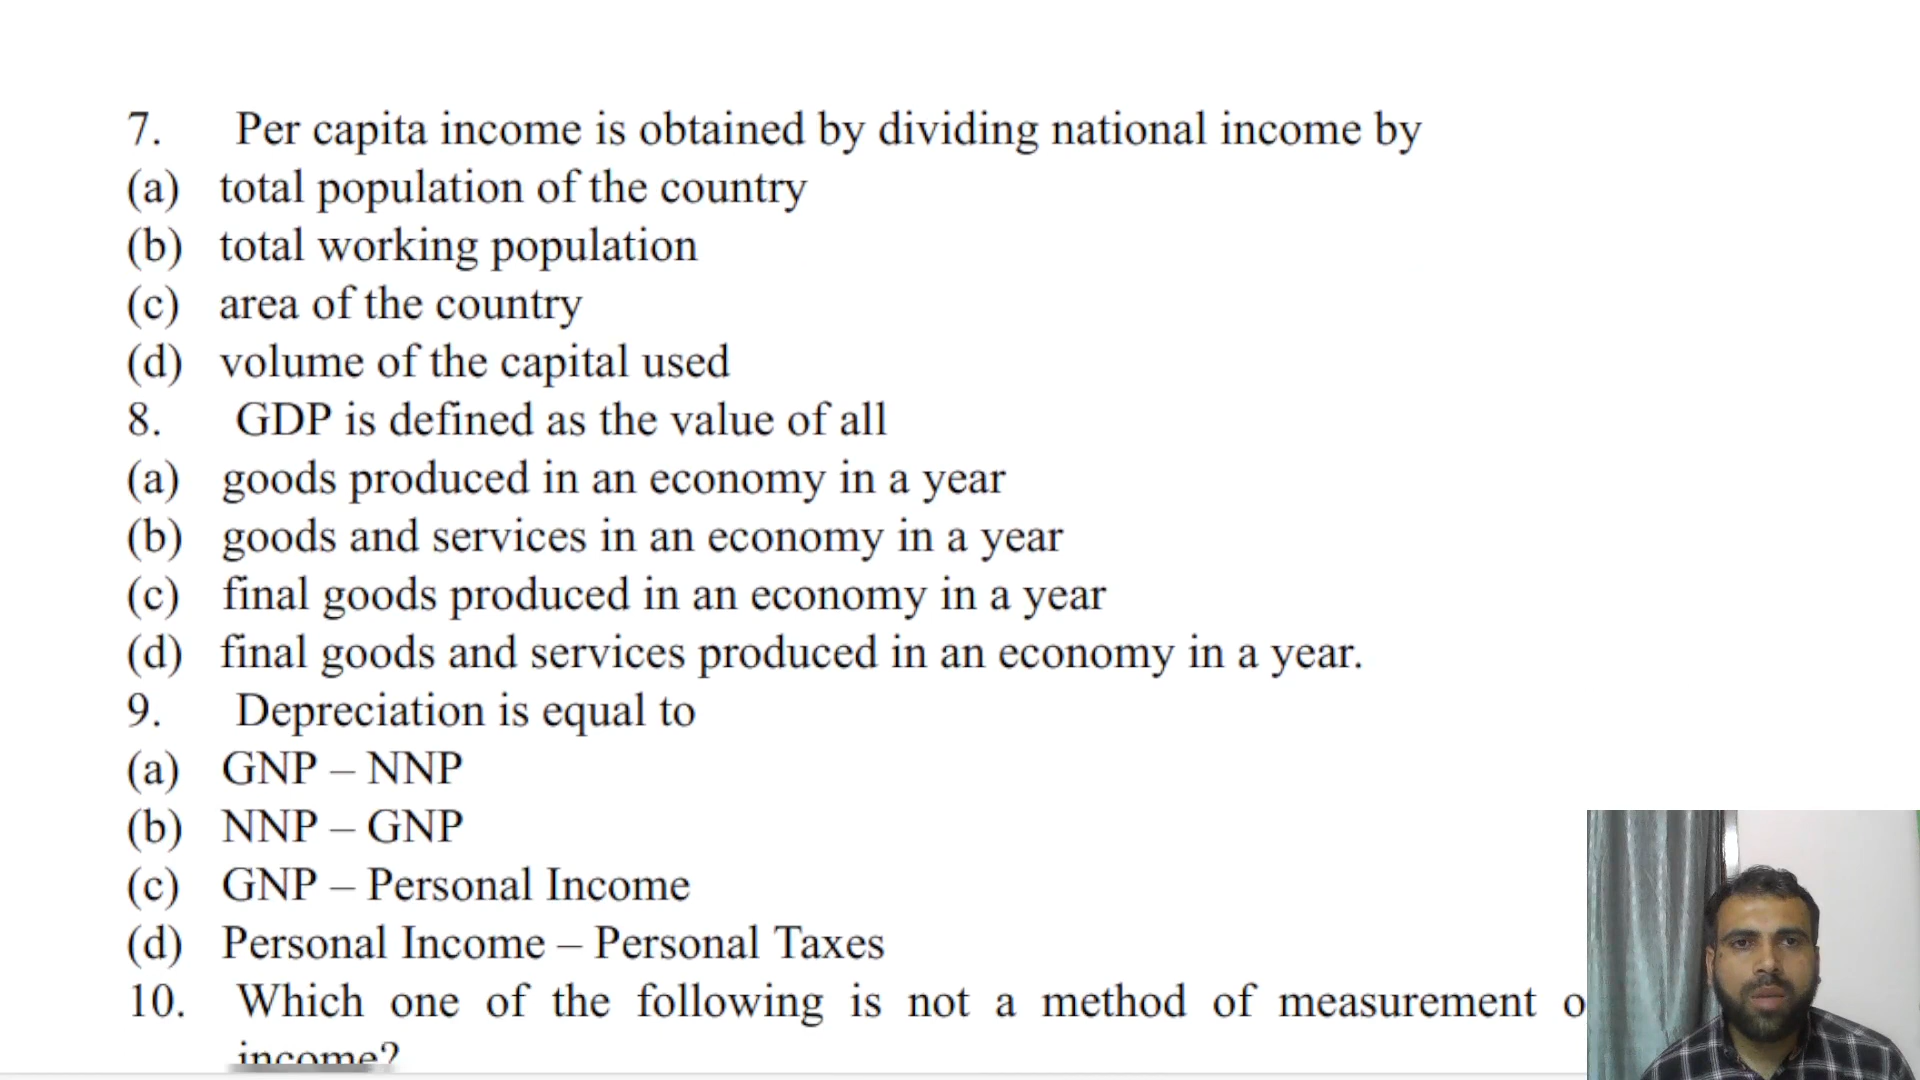 7. Per capita income is obtained by dividing national income by
(a) total population of the country
(b) total working population
(c) area of the country
(d) volume of the capital used
8. GDP is defined as the value of all
(a) goods produced in an economy in a year
(b) goods and services in an economy in a year
(c) final goods produced in an economy in a year
(d) final goods and services produced in an economy in a year.
9. Depreciation is equal to
(a) GNP – NNP
(b) NNP – GNP
(c) GNP – Personal Income
(d) Personal Income – Personal Taxes
10. Which one of the following is not a method of measurement
income?